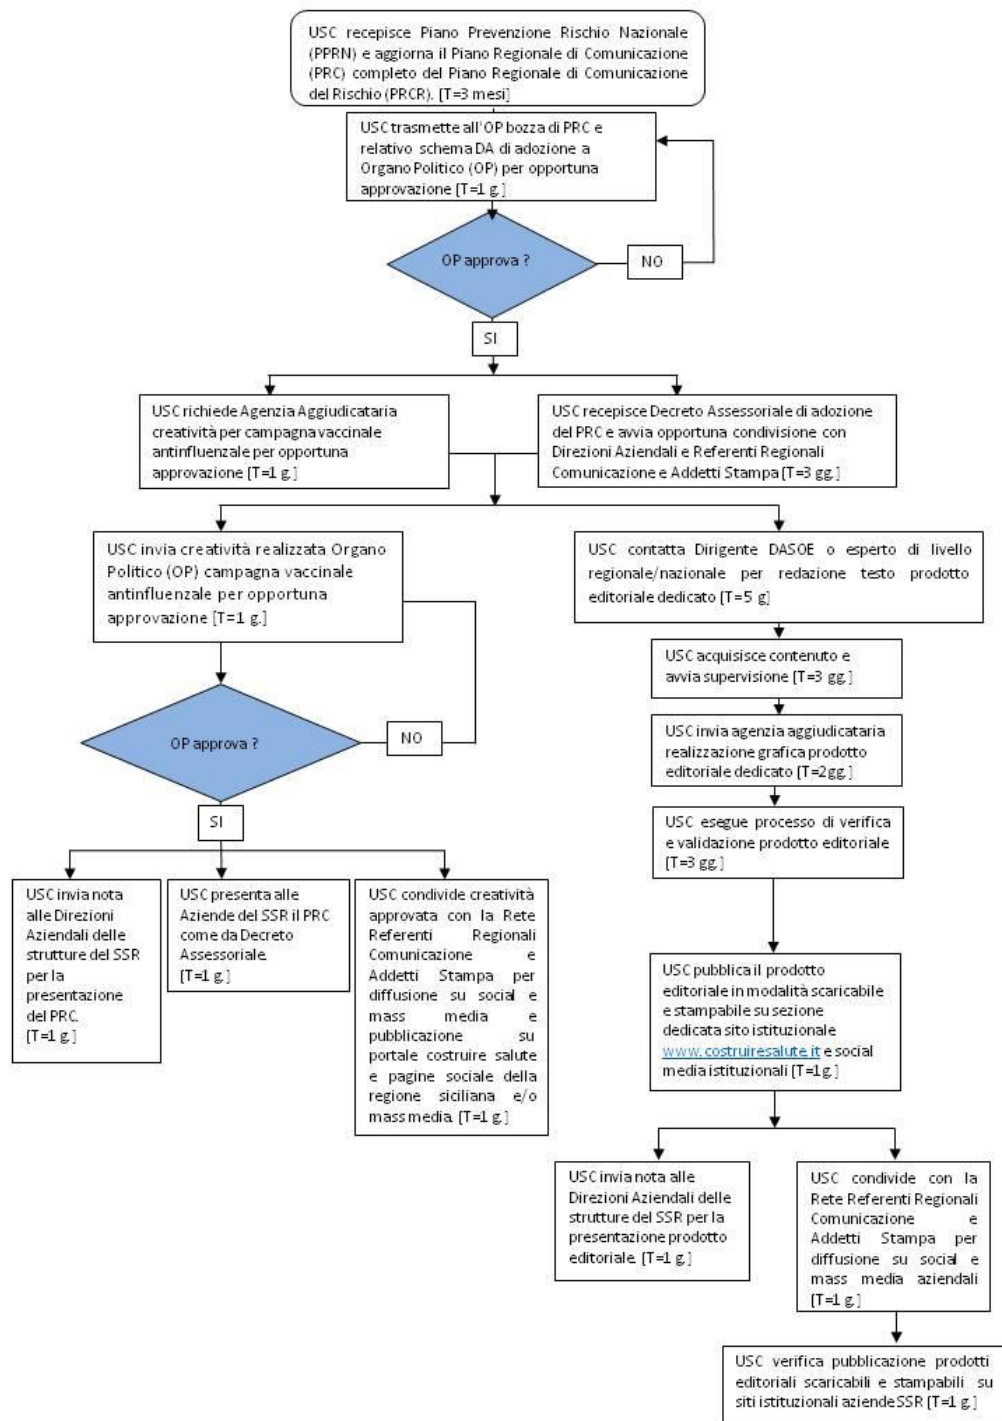 USC recepisce Piano Prevenzione Rischio Nazionale
(PPRN) e aggiorna il Piano Regionale di Comunicazione
(PRC) completo del Piano Regionale di Comunicazione
del Rischio (PRCR). [T=3 mesi]
USC trasmette all'OP bozza di PRC e
relativo schema DA di adozione a
Organo Politico (OP) per opportuna
approvazione [T=1 g.]
OP approva ?
NO
SI
USC richiede Agenzia Aggiudicataria
creatività per campagna vaccinale
antinfluenzale per opportuna
approvazione [T=1 g.]
USC recepisce Decreto Assessoriale di adozione
del PRC e avvia opportuna condivisione con
Direzioni Aziendali e Referenti Regionali
Comunicazione e Addetti Stampa [T=3 gg.]
USC invia creatività realizzata Organo
Politico (OP) campagna vaccinale
antinfluenzale per opportuna
approvazione [T=1 g.]
OP approva ?
NO
SI
USC invia nota
alle Direzioni
Aziendali delle
strutture del SSR
per la
presentazione
del PRC.
[T=1 g.]
USC presenta alle
Aziende del SSR il PRC
come da Decreto
Assessoriale.
[T=1 g.]
USC condivide creatività
approvata con la Rete
Referenti Regionali
Comunicazione e
Addetti Stampa per
diffusione su social e
mass media e
pubblicazione su
portale costruire salute
e pagine sociale della
regione siciliana e/o
mass media. [T=1 g.]
USC contatta Dirigente DASOE o esperto di livello
regionale/nazionale per redazione testo prodotto
editoriale dedicato [T=5 g]
USC acquisisce contenuto e
avvia supervisione [T=3 gg.]
USC invia agenzia aggiudicataria
realizzazione grafica prodotto
editoriale dedicato [T=2gg.]
USC esegue processo di verifica
e validazione prodotto editoriale
[T=3 gg.]
USC pubblica il prodotto
editoriale in modalità scaricabile
e stampabile su sezione
dedicata sito istituzionale
www.costruiresalute.it e social
media istituzionali [T=1g.]
USC invia nota alle
Direzioni Aziendali delle
strutture del SSR per la
presentazione prodotto
editoriale. [T=1 g.]
USC condivide con la
Rete Referenti Regionali
Comunicazione e
Addetti Stampa per
diffusione su social e
mass media aziendali
[T=1 g.]
USC verifica pubblicazione prodotti
editoriali scaricabili e stampabili su
siti istituzionali aziende SSR [T=1 g.]